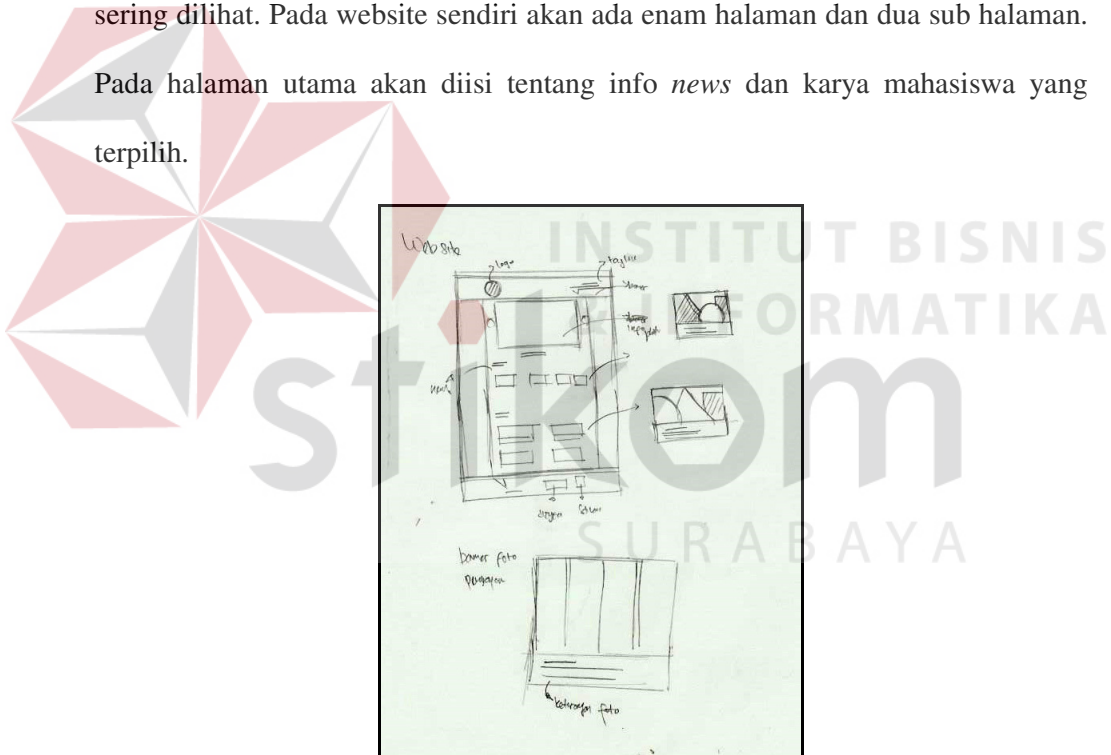 sering dilihat. Pada website sendiri akan ada enam halaman dan dua sub halaman.
Pada halaman utama akan diisi tentang info news dan karya mahasiswa yang
terpilih.
INSTITUT BISNIS
& INFORMATIKA
stikom
SURABAYA
Website
logo
tagline
banner foto
keterangan foto